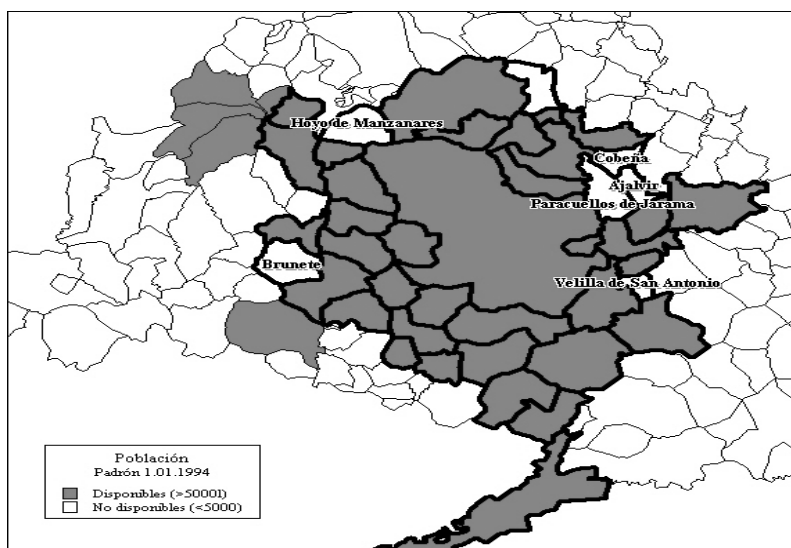 Hoyo de Manzanares
Cobeña
Ajalvir
Paracuellos de Jarama
Brunete
Velilla de San Antonio
Población
Padrón 1.01.1994
Disponibles (>50001)
No disponibles (<5000)